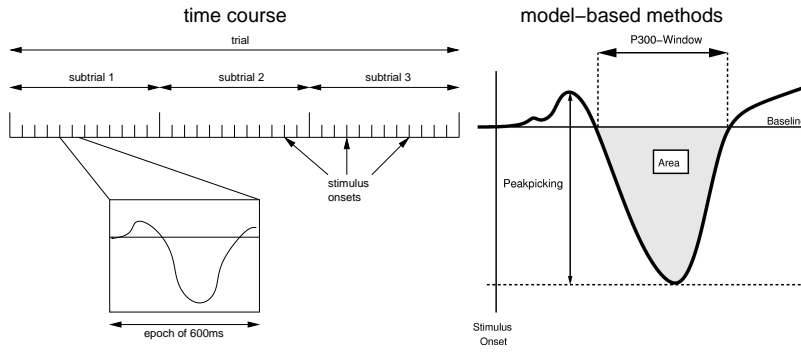 time course
trial
subtrial 1
subtrial 2
subtrial 3
stimulus
onsets
epoch of 600ms
model−based methods
P300−Window
Baseline
Area
Peakpicking
Stimulus
Onset